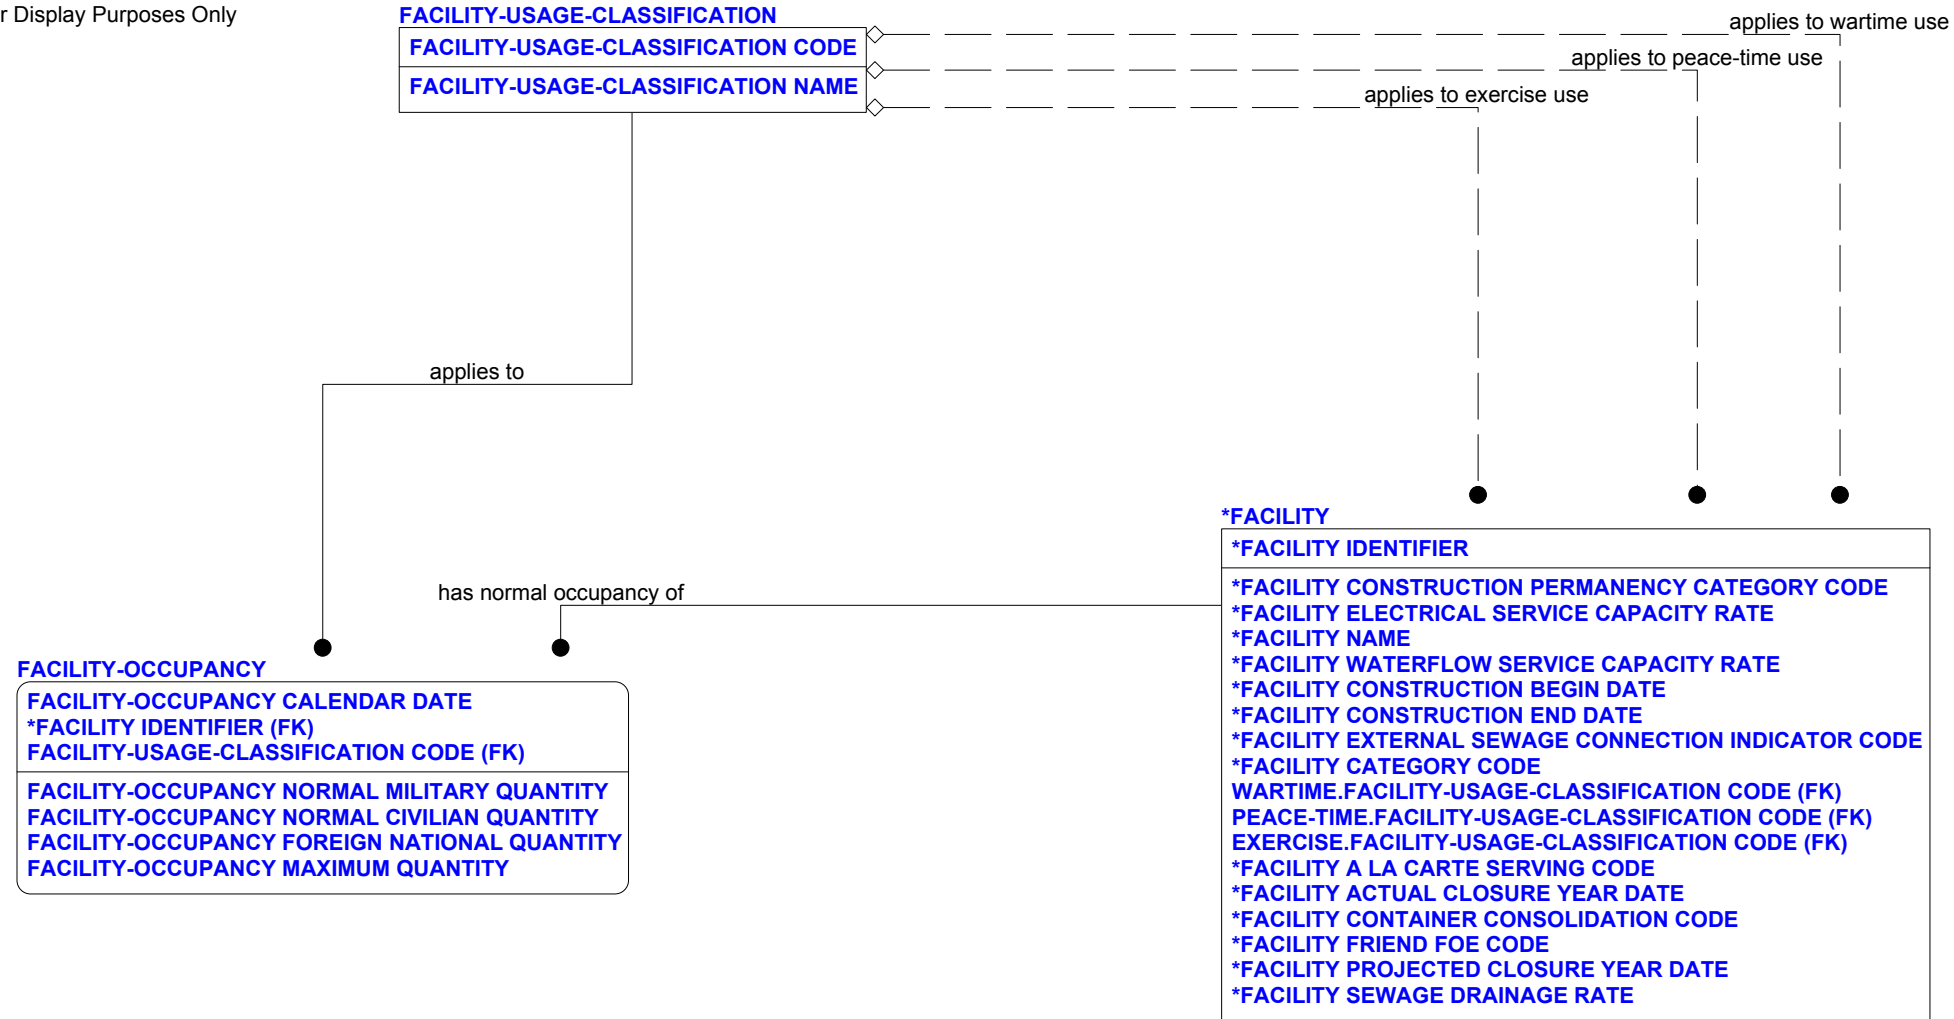 r Display Purposes Only
FACILITY-USAGE-CLASSIFICATION
FACILITY-USAGE-CLASSIFICATION CODE
FACILITY-USAGE-CLASSIFICATION NAME
applies to wartime use
applies to peace-time use
applies to exercise use
applies to
has normal occupancy of
FACILITY-OCCUPANCY
FACILITY-OCCUPANCY CALENDAR DATE
*FACILITY IDENTIFIER (FK)
FACILITY-USAGE-CLASSIFICATION CODE (FK)
FACILITY-OCCUPANCY NORMAL MILITARY QUANTITY
FACILITY-OCCUPANCY NORMAL CIVILIAN QUANTITY
FACILITY-OCCUPANCY FOREIGN NATIONAL QUANTITY
FACILITY-OCCUPANCY MAXIMUM QUANTITY
*FACILITY
*FACILITY IDENTIFIER
*FACILITY CONSTRUCTION PERMANENCY CATEGORY CODE
*FACILITY ELECTRICAL SERVICE CAPACITY RATE
*FACILITY NAME
*FACILITY WATERFLOW SERVICE CAPACITY RATE
*FACILITY CONSTRUCTION BEGIN DATE
*FACILITY CONSTRUCTION END DATE
*FACILITY EXTERNAL SEWAGE CONNECTION INDICATOR CODE
*FACILITY CATEGORY CODE
WARTIME.FACILITY-USAGE-CLASSIFICATION CODE (FK)
PEACE-TIME.FACILITY-USAGE-CLASSIFICATION CODE (FK)
EXERCISE.FACILITY-USAGE-CLASSIFICATION CODE (FK)
*FACILITY A LA CARTE SERVING CODE
*FACILITY ACTUAL CLOSURE YEAR DATE
*FACILITY CONTAINER CONSOLIDATION CODE
*FACILITY FRIEND FOE CODE
*FACILITY PROJECTED CLOSURE YEAR DATE
*FACILITY SEWAGE DRAINAGE RATE